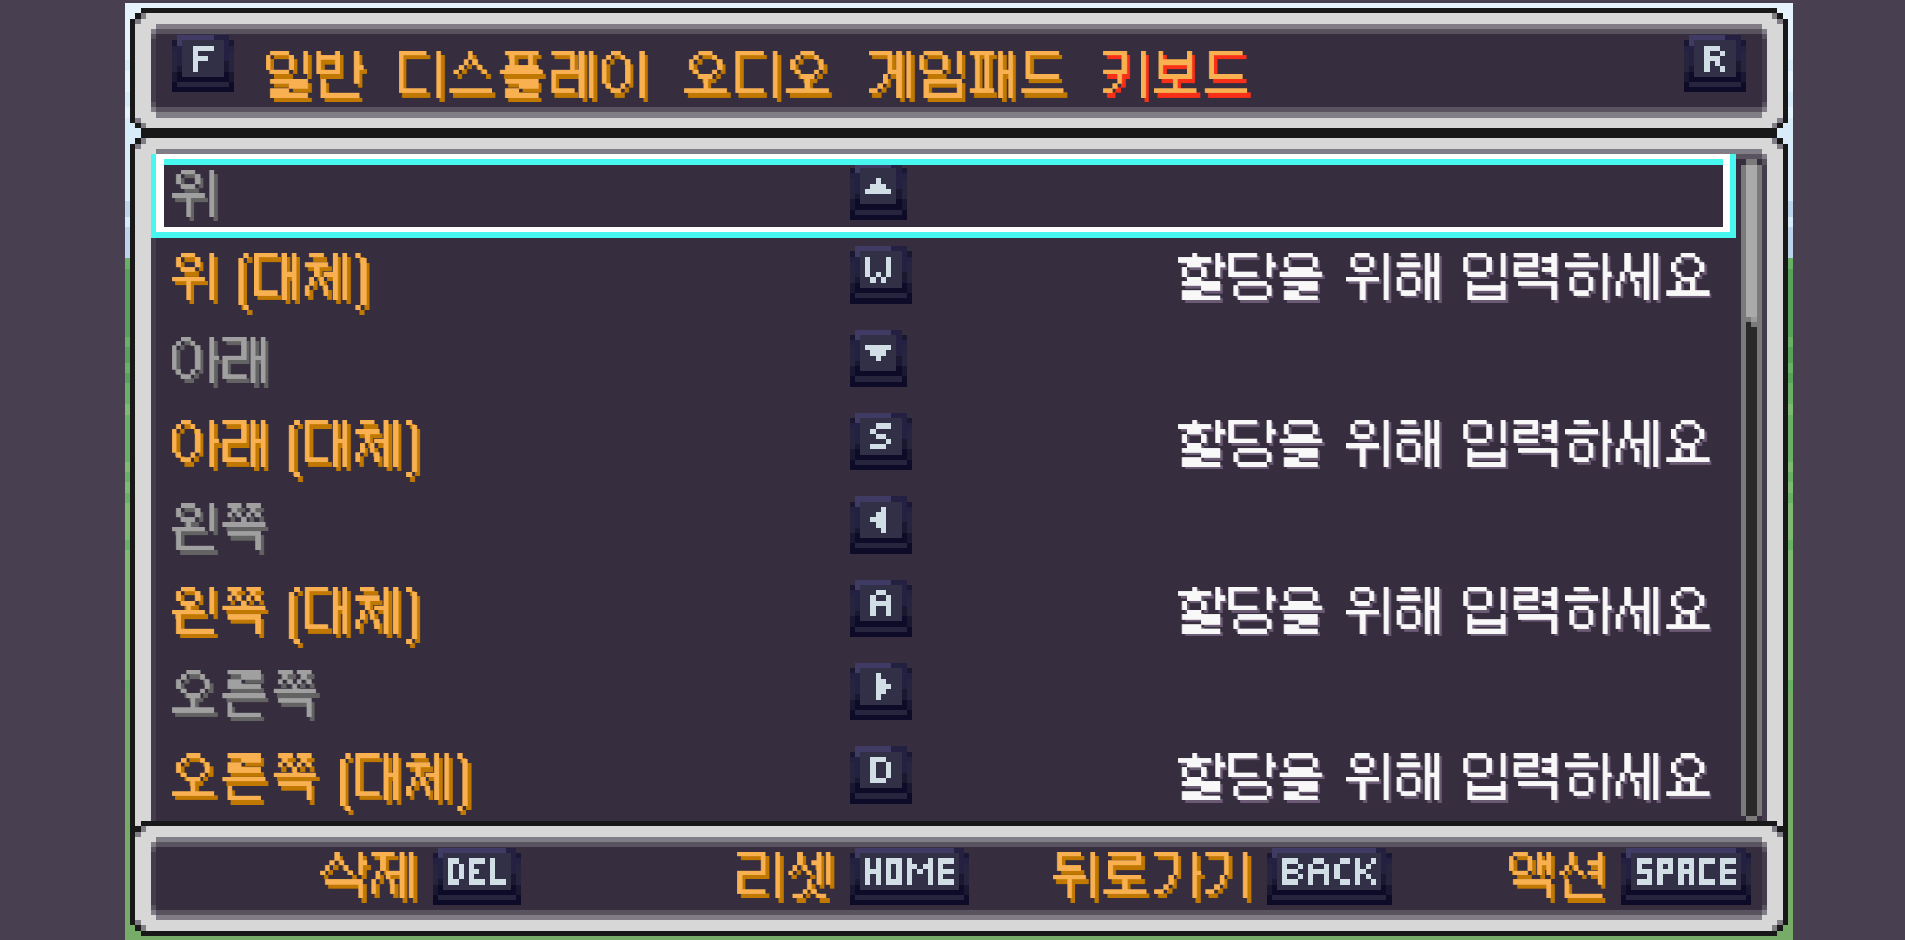 F 일반 디스플레이 오디오 게임패드 키보드 R
위
위 (대체) W 할당을 위해 입력하세요
아래
아래 (대체) S 할당을 위해 입력하세요
왼쪽
왼쪽 (대체) A 할당을 위해 입력하세요
오른쪽
오른쪽 (대체) D 할당을 위해 입력하세요
삭제 DEL 리셋 HOME 뒤로가기 BACK 액션 SPACE